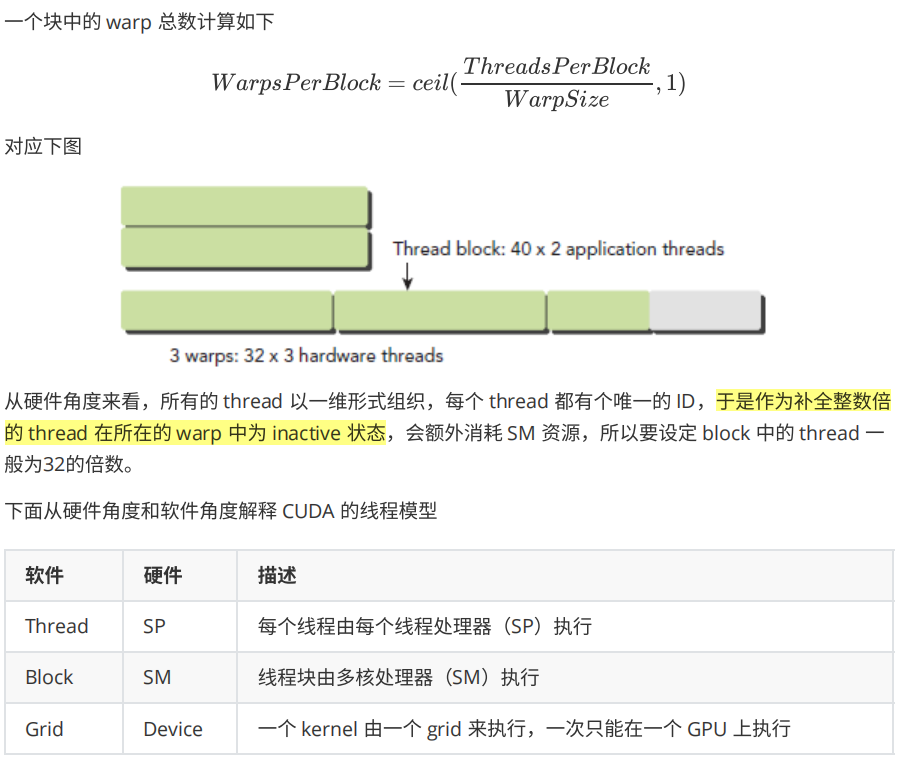 一个块中的 warp 总数计算如下
WarpsPerBlock = ceil(ThreadsPerBlock / WarpSize, 1)
对应下图
Thread block: 40 x 2 application threads
3 warps: 32 x 3 hardware threads
从硬件角度来看，所有的 thread 以一维形式组织，每个 thread 都有个唯一的 ID，于是作为补全整数倍
的 thread 在所在的 warp 中为 inactive 状态，会额外消耗 SM 资源，所以要设定 block 中的 thread 一
般为32的倍数。
下面从硬件角度和软件角度解释 CUDA 的线程模型
软件 硬件 描述
Thread SP 每个线程由每个线程处理器（SP）执行
Block SM 线程块由多核处理器（SM）执行
Grid Device 一个 kernel 由一个 grid 来执行，一次只能在一个 GPU 上执行